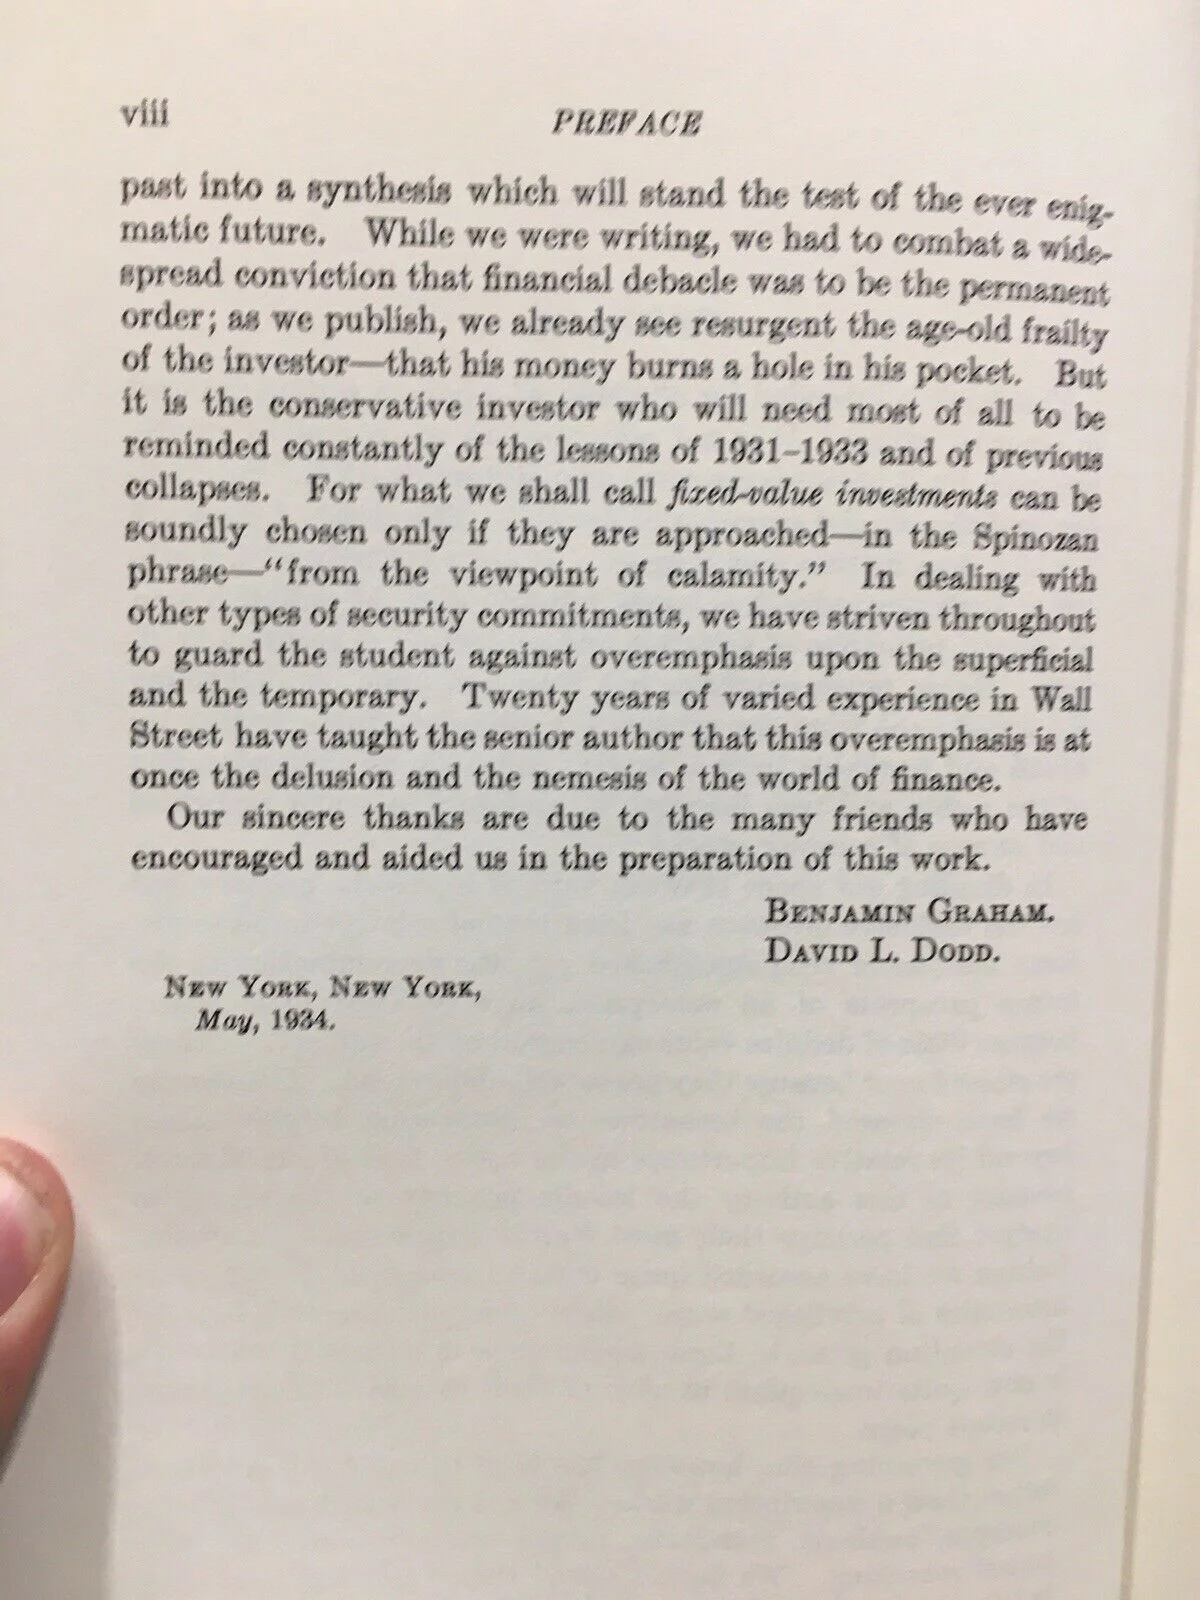 viii
PREFACE
past into a synthesis which will stand the test of the ever enig-
matic future. While we were writing, we had to combat a wide-
spread conviction that financial debacle was to be the permanent
order; as we publish, we already see resurgent the age-old frailty
of the investor—that his money burns a hole in his pocket. But
it is the conservative investor who will need most of all to be
reminded constantly of the lessons of 1931–1933 and of previous
collapses. For what we shall call fixed-value investments can be
soundly chosen only if they are approached—in the Spinozan
phrase—“from the viewpoint of calamity.” In dealing with
other types of security commitments, we have striven throughout
to guard the student against overemphasis upon the superficial
and the temporary. Twenty years of varied experience in Wall
Street have taught the senior author that this overemphasis is at
once the delusion and the nemesis of the world of finance.
Our sincere thanks are due to the many friends who have
encouraged and aided us in the preparation of this work.
BENJAMIN GRAHAM.
DAVID L. DODD.
NEW YORK, NEW YORK,
May, 1934.